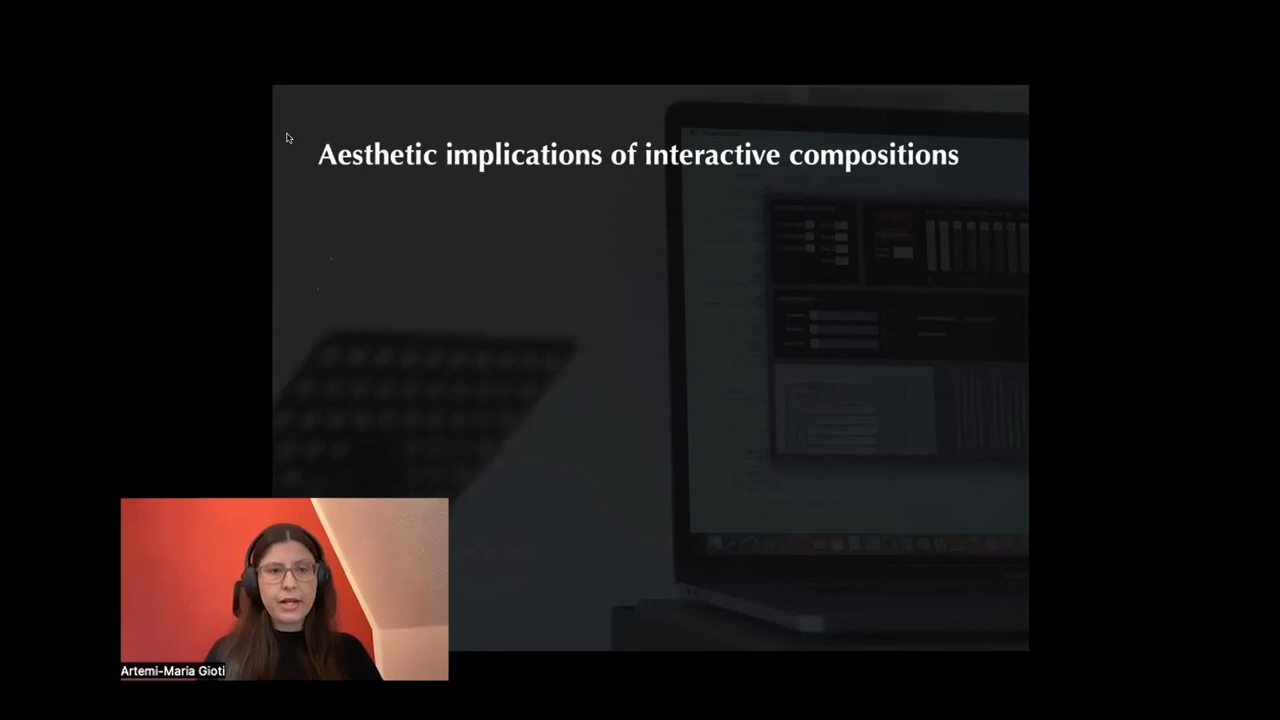 Aesthetic implications of interactive compositions
Artemi-Maria Gioti